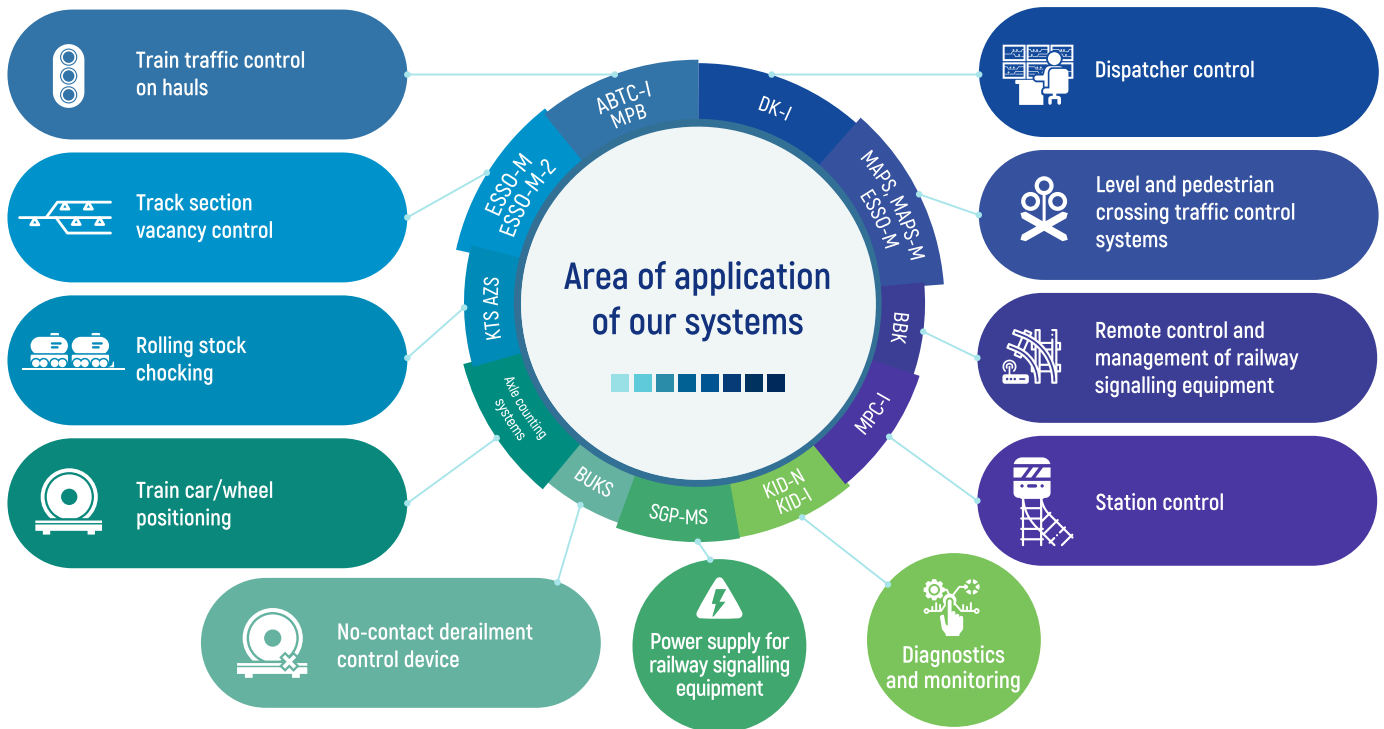 Train traffic control
on hauls
Track section
vacancy control
Rolling stock
chocking
Train car/wheel
positioning
No-contact derailment
control device
Power supply for
railway signalling
equipment
Diagnostics
and monitoring
Dispatcher control
Level and pedestrian
crossing traffic control
systems
Remote control and
management of railway
signalling equipment
Station control
ABTC-I
MPB
DK-I
MAPS, MAPS-M
ESSO-M
BBK
MPC-I
KID-N
KID-I
SGP-MS
BUKS
Axle counting
systems
KTS AZS
ESSO-M
ESSO-M-2
Area of application
of our systems